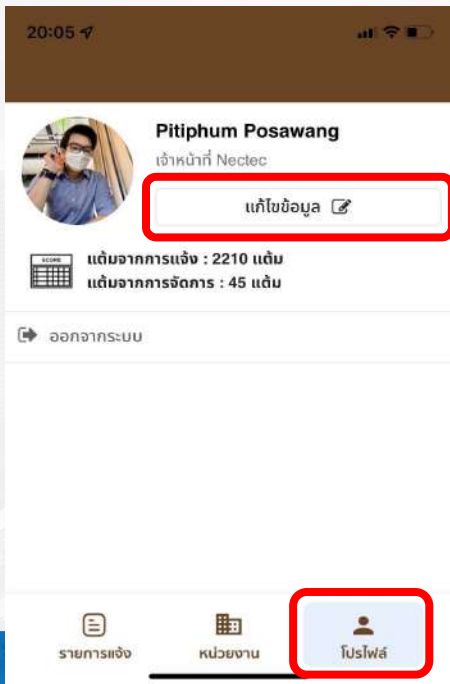 20:05
Pitiphum Posawang
เจ้าหน้าที่ Nectec
แก้ไขข้อมูล
SCORE
แต้มจากการแจ้ง : 2210 แต้ม
แต้มจากการจัดการ : 45 แต้ม
ออกจากระบบ
รายการแจ้ง
หน่วยงาน
โปรไฟล์